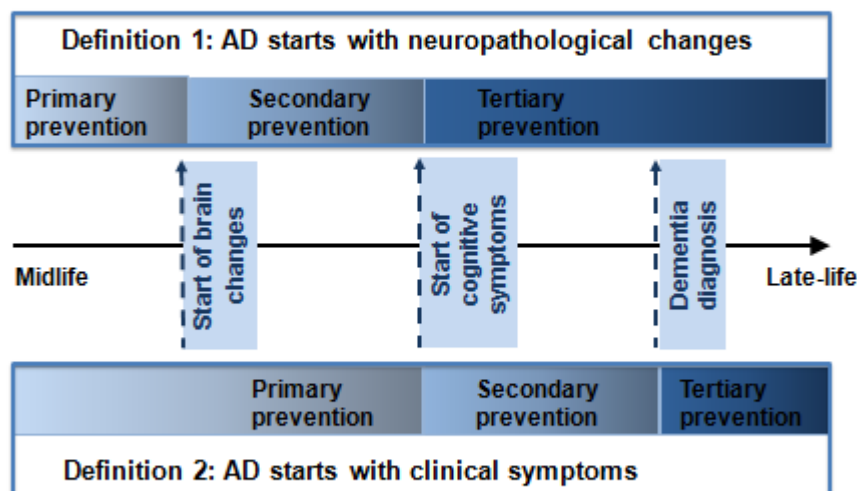 Definition 1: AD starts with neuropathological changes
Primary
prevention
Secondary
prevention
Tertiary
prevention
Start of brain
changes
Start of
cognitive
symptoms
Dementia
diagnosis
Midlife
Late-life
Primary
prevention
Secondary
prevention
Tertiary
prevention
Definition 2: AD starts with clinical symptoms